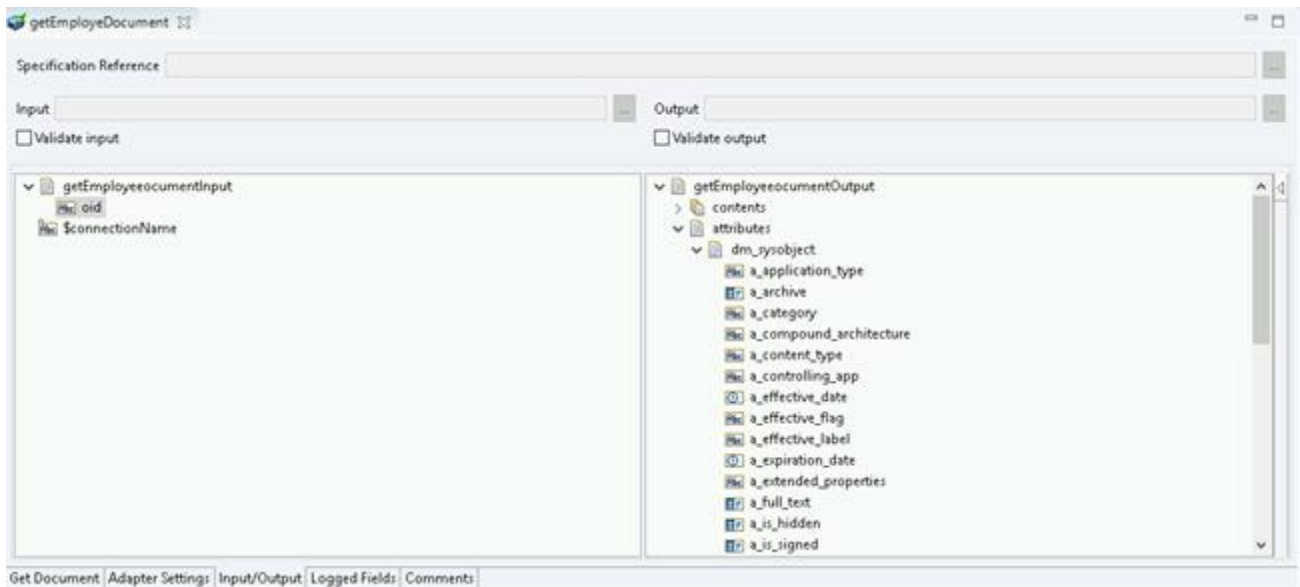 getEmployeDocument
Specification Reference
...
Input ... Output ...
Validate input Validate output
getEmployeeocumentInput
oid
$connectionName
getEmployeeocumentOutput
contents
attributes
dm_sysobject
a_application_type
a_archive
a_category
a_compound_architecture
a_content_type
a_controlling_app
a_effective_date
a_effective_flag
a_effective_label
a_expiration_date
a_extended_properties
a_full_text
a_is_hidden
a_is_signed
Get Document Adapter Settings Input/Output Logged Fields Comments